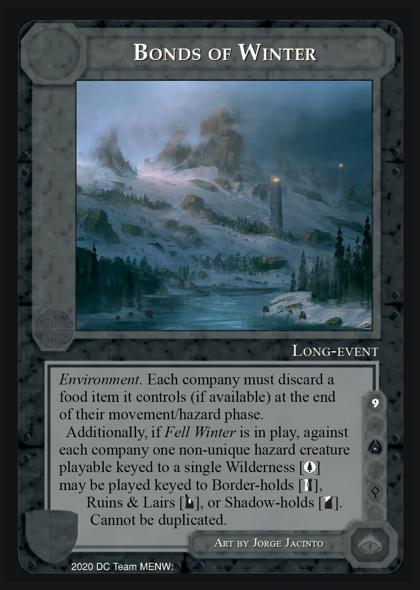 Bonds of Winter
Long-event
Environment. Each company must discard a
food item it controls (if available) at the end
of their movement/hazard phase.
Additionally, if Fell Winter is in play, against
each company one non-unique hazard creature
playable keyed to a single Wilderness [ ]
may be played keyed to Border-holds [ ],
Ruins & Lairs [ ], or Shadow-holds [ ].
Cannot be duplicated.
9
Art by Jorge Jacinto
2020 DC Team MENW: